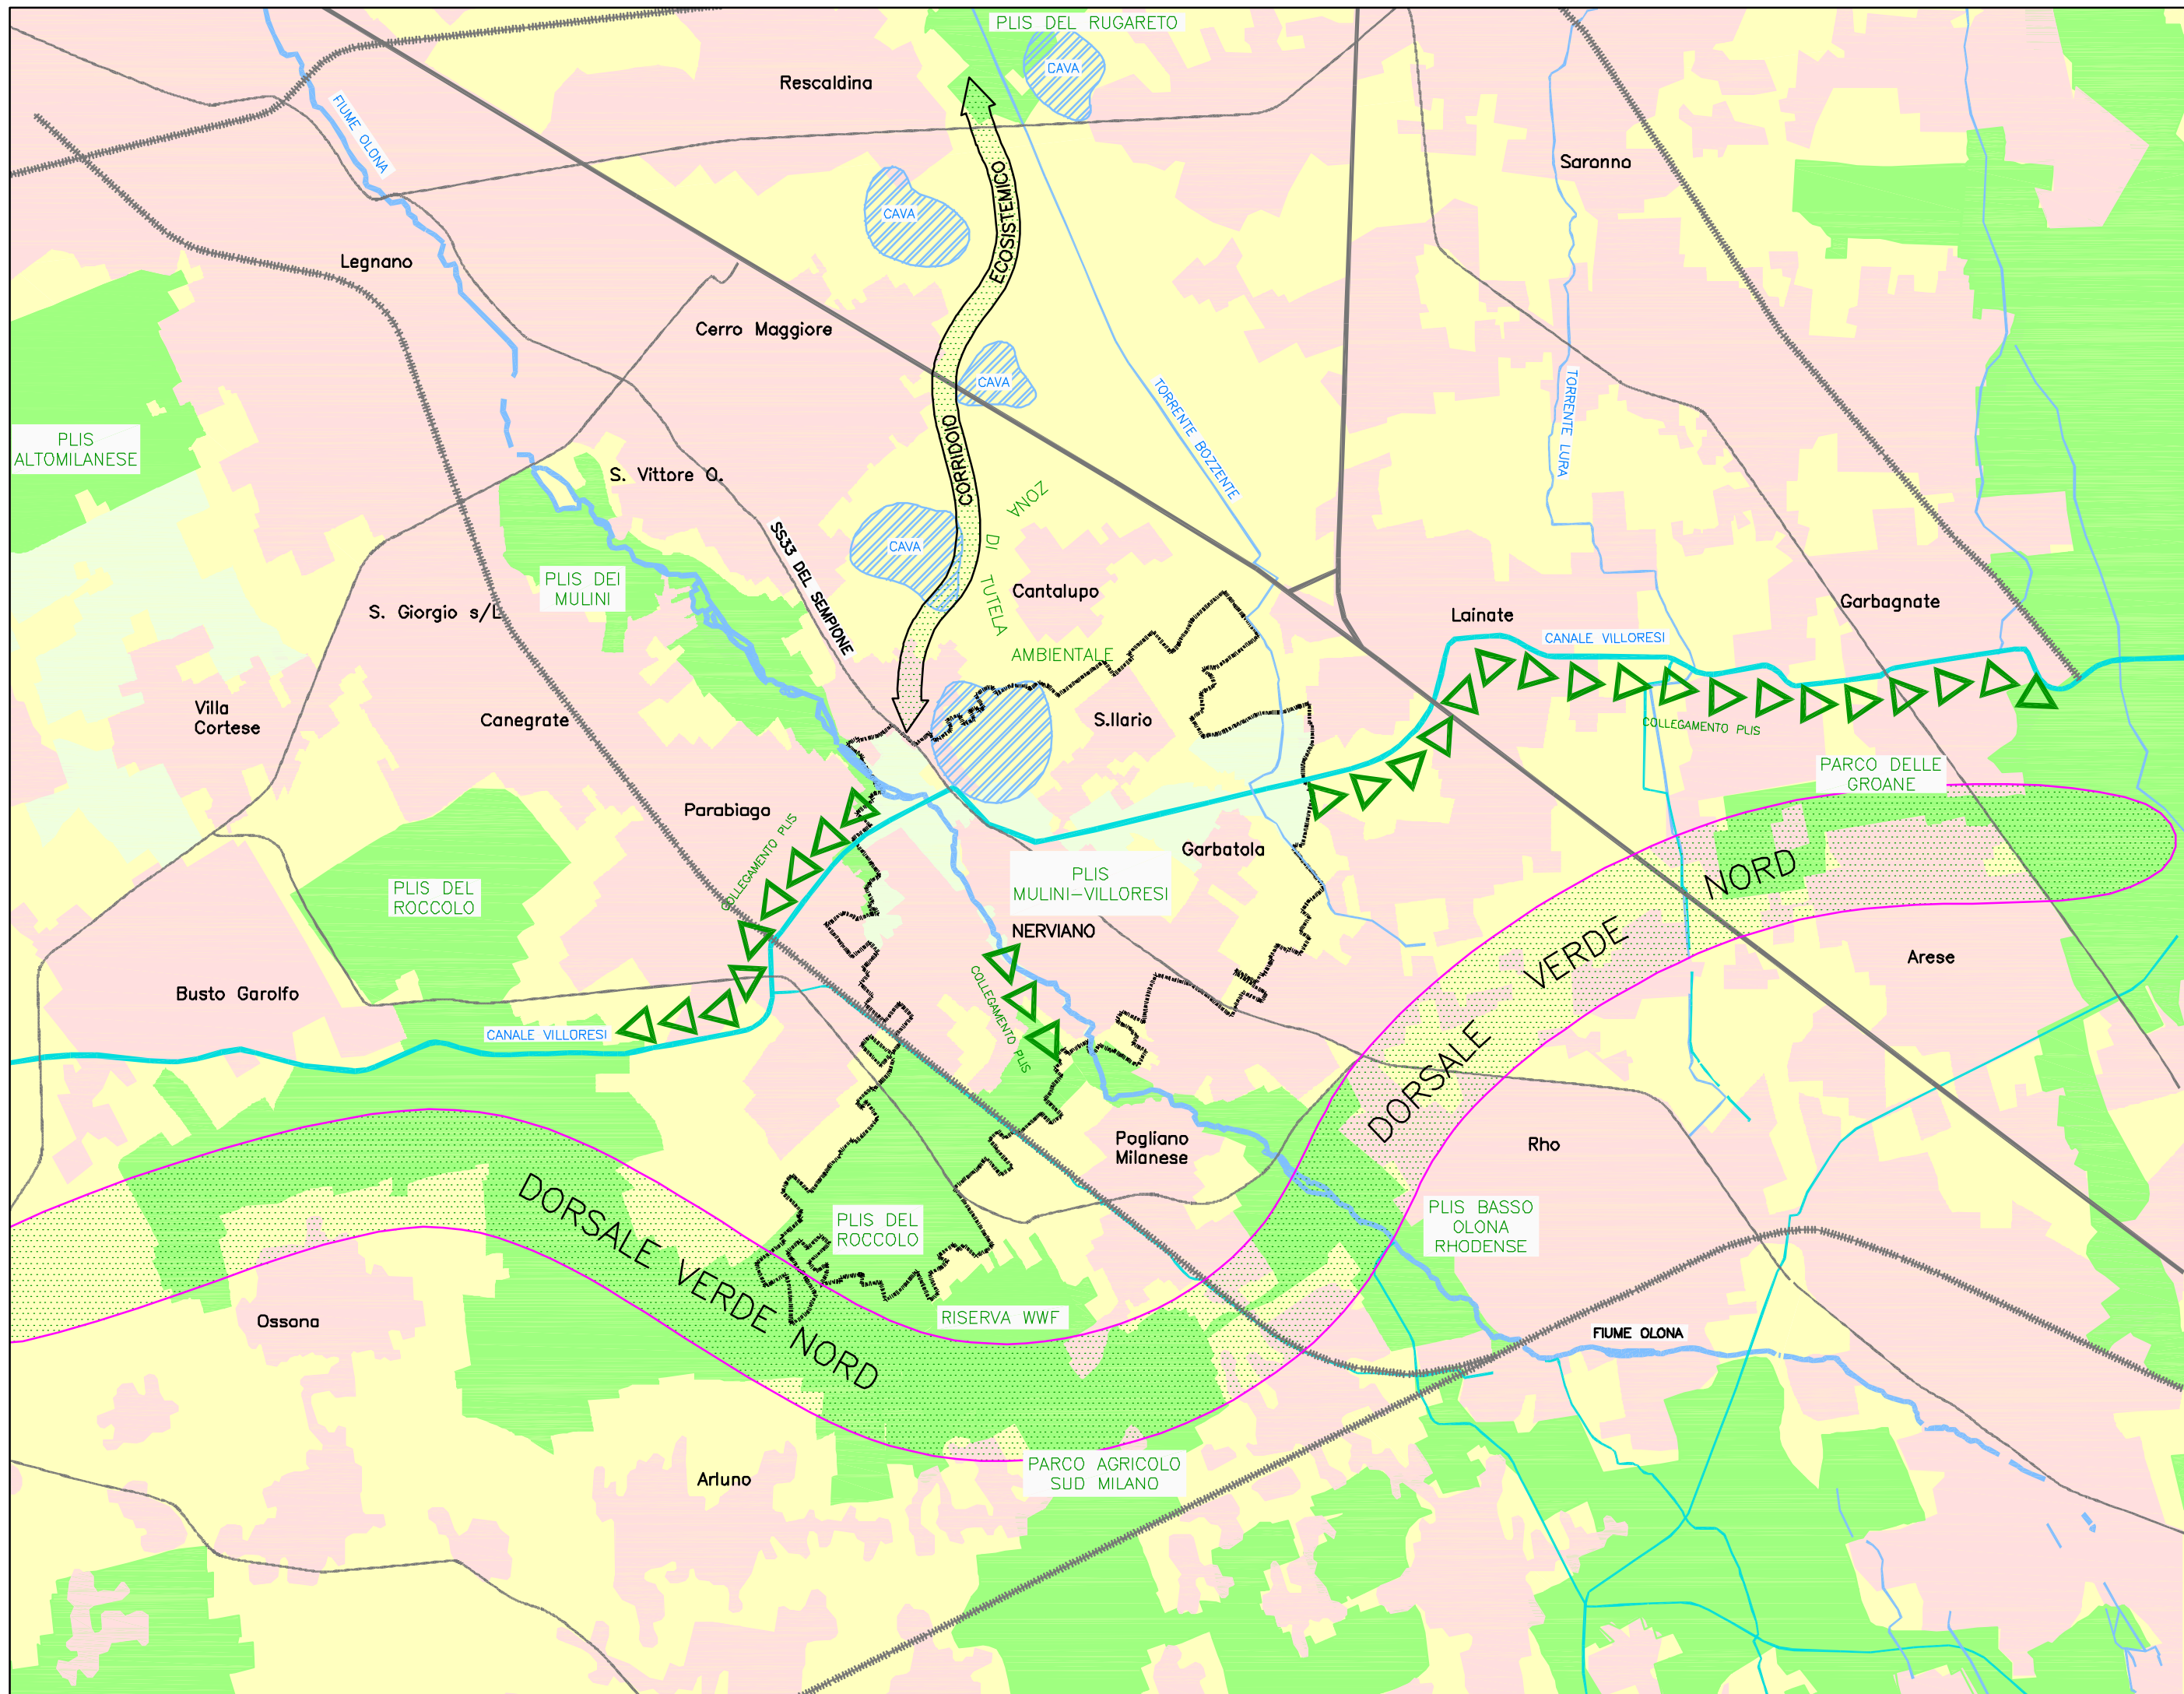 PLIS DEL RUGARETO
CAVA
Rescaldina
FIUME OLONA
Saronno
CAVA
ECOSISTEMICO
Legnano
Cerro Maggiore
CAVA
TORRENTE BOZZENTE
TORRENTE LURA
PLIS
ALTOMILANESE
S. Vittore O.
CORRIDOIO
ZONA
DI
TUTELA
AMBIENTALE
CAVA
SS33 DEL SEMPIONE
PLIS DEI
MULINI
Cantalupo
S. Giorgio s/L
Lainate
Garbagnate
CANALE VILLORESI
Villa
Cortese
Canegrate
S.Ilario
COLLEGAMENTO PLIS
PARCO DELLE
GROANE
Parabiago
COLLEGAMENTO PLIS
Garbatola
PLIS
MULINI-VILLORESI
PLIS DEL
ROCCOLO
NERVIANO
DORSALE VERDE NORD
Arese
Busto Garolfo
COLLEGAMENTO PLIS
CANALE VILLORESI
Pogliano
Milanese
Rho
PLIS DEL
ROCCOLO
PLIS BASSO
OLONA
RHODENSE
DORSALE VERDE NORD
RISERVA WWF
Ossona
FIUME OLONA
PARCO AGRICOLO
SUD MILANO
Arluno